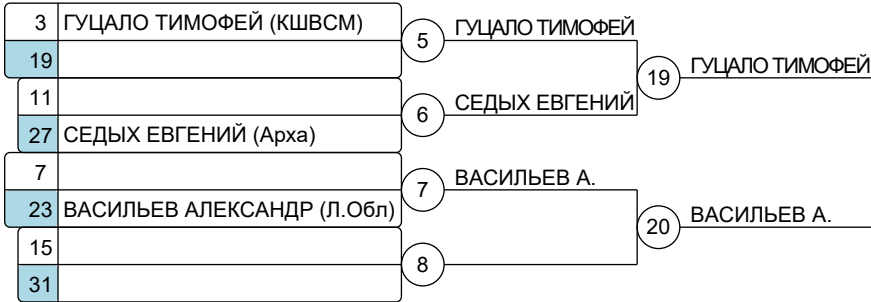 3 ГУЦАЛО ТИМОФЕЙ (КШВСМ)
5 ГУЦАЛО ТИМОФЕЙ
19
19 ГУЦАЛО ТИМОФЕЙ
11
6 СЕДЫХ ЕВГЕНИЙ
27 СЕДЫХ ЕВГЕНИЙ (Арха)
7
7 ВАСИЛЬЕВ А.
23 ВАСИЛЬЕВ АЛЕКСАНДР (Л.Обл)
20 ВАСИЛЬЕВ А.
15
8
31